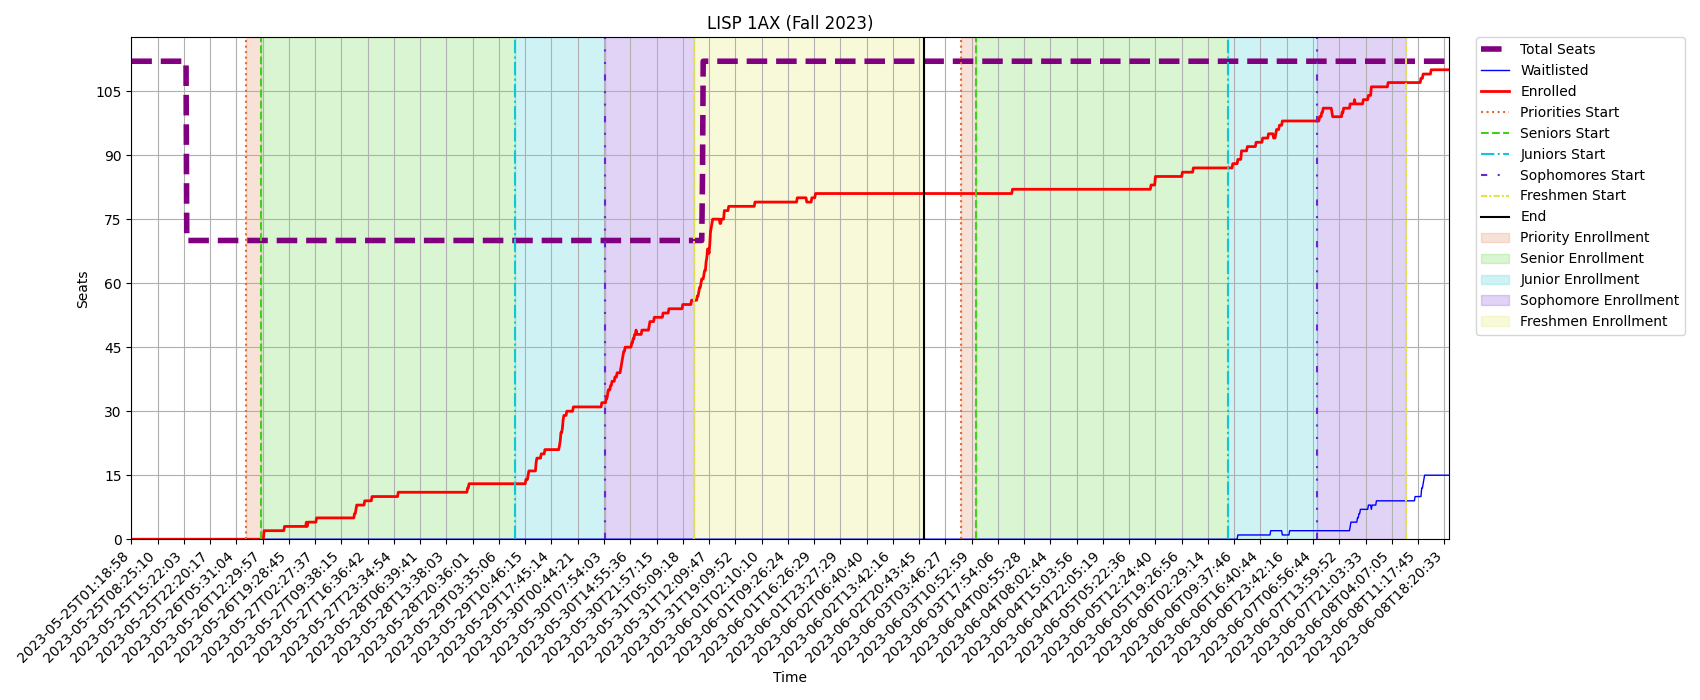 LISP 1AX (Fall 2023)
Total Seats
Waitlisted
Enrolled
Priorities Start
Seniors Start
Juniors Start
Sophomores Start
Freshmen Start
End
Priority Enrollment
Senior Enrollment
Junior Enrollment
Sophomore Enrollment
Freshmen Enrollment
Seats
105
90
75
60
45
30
15
0
2023-05-25T01:18:58
2023-05-25T08:25:10
2023-05-25T15:22:03
2023-05-25T22:20:17
2023-05-26T05:31:04
2023-05-26T12:29:57
2023-05-26T19:28:45
2023-05-27T02:27:37
2023-05-27T09:38:15
2023-05-27T16:36:42
2023-05-27T23:34:54
2023-05-28T06:39:41
2023-05-28T13:38:03
2023-05-28T20:36:01
2023-05-29T03:35:06
2023-05-29T10:46:15
2023-05-29T17:45:14
2023-05-30T00:44:21
2023-05-30T07:54:03
2023-05-30T14:55:36
2023-05-30T21:57:15
2023-05-31T05:09:18
2023-05-31T12:09:47
2023-05-31T19:09:52
2023-06-01T02:10:10
2023-06-01T09:26:24
2023-06-01T16:26:29
2023-06-01T23:27:29
2023-06-02T06:40:40
2023-06-02T13:42:16
2023-06-02T20:43:45
2023-06-03T03:46:27
2023-06-03T10:52:59
2023-06-03T17:54:06
2023-06-04T00:55:28
2023-06-04T08:02:44
2023-06-04T15:03:56
2023-06-04T22:05:19
2023-06-05T05:22:36
2023-06-05T12:24:40
2023-06-05T19:26:56
2023-06-06T02:29:14
2023-06-06T09:37:46
2023-06-06T16:40:44
2023-06-06T23:42:16
2023-06-07T06:56:44
2023-06-07T13:59:52
2023-06-07T21:03:33
2023-06-08T04:07:05
2023-06-08T11:17:45
2023-06-08T18:20:33
Time